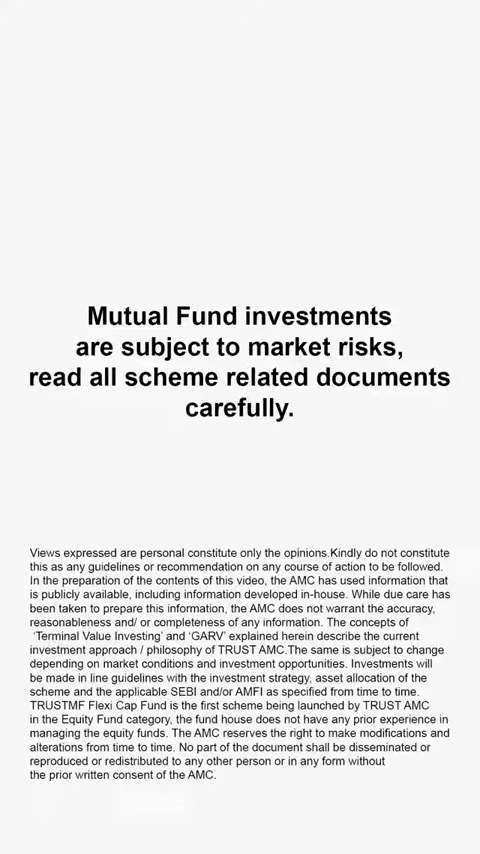 Mutual Fund investments
are subject to market risks,
read all scheme related documents
carefully.
Views expressed are personal constitute only the opinions.Kindly do not constitute
this as any guidelines or recommendation on any course of action to be followed.
In the preparation of the contents of this video, the AMC has used information that
is publicly available, including information developed in-house. While due care has
been taken to prepare this information, the AMC does not warrant the accuracy,
reasonableness and/ or completeness of any information. The concepts of
‘Terminal Value Investing’ and ‘GARV’ explained herein describe the current
investment approach / philosophy of TRUST AMC.The same is subject to change
depending on market conditions and investment opportunities. Investments will
be made in line guidelines with the investment strategy, asset allocation of the
scheme and the applicable SEBI and/or AMFI as specified from time to time.
TRUSTMF Flexi Cap Fund is the first scheme being launched by TRUST AMC
in the Equity Fund category, the fund house does not have any prior experience in
managing the equity funds. The AMC reserves the right to make modifications and
alterations from time to time. No part of the document shall be disseminated or
reproduced or redistributed to any other person or in any form without
the prior written consent of the AMC.